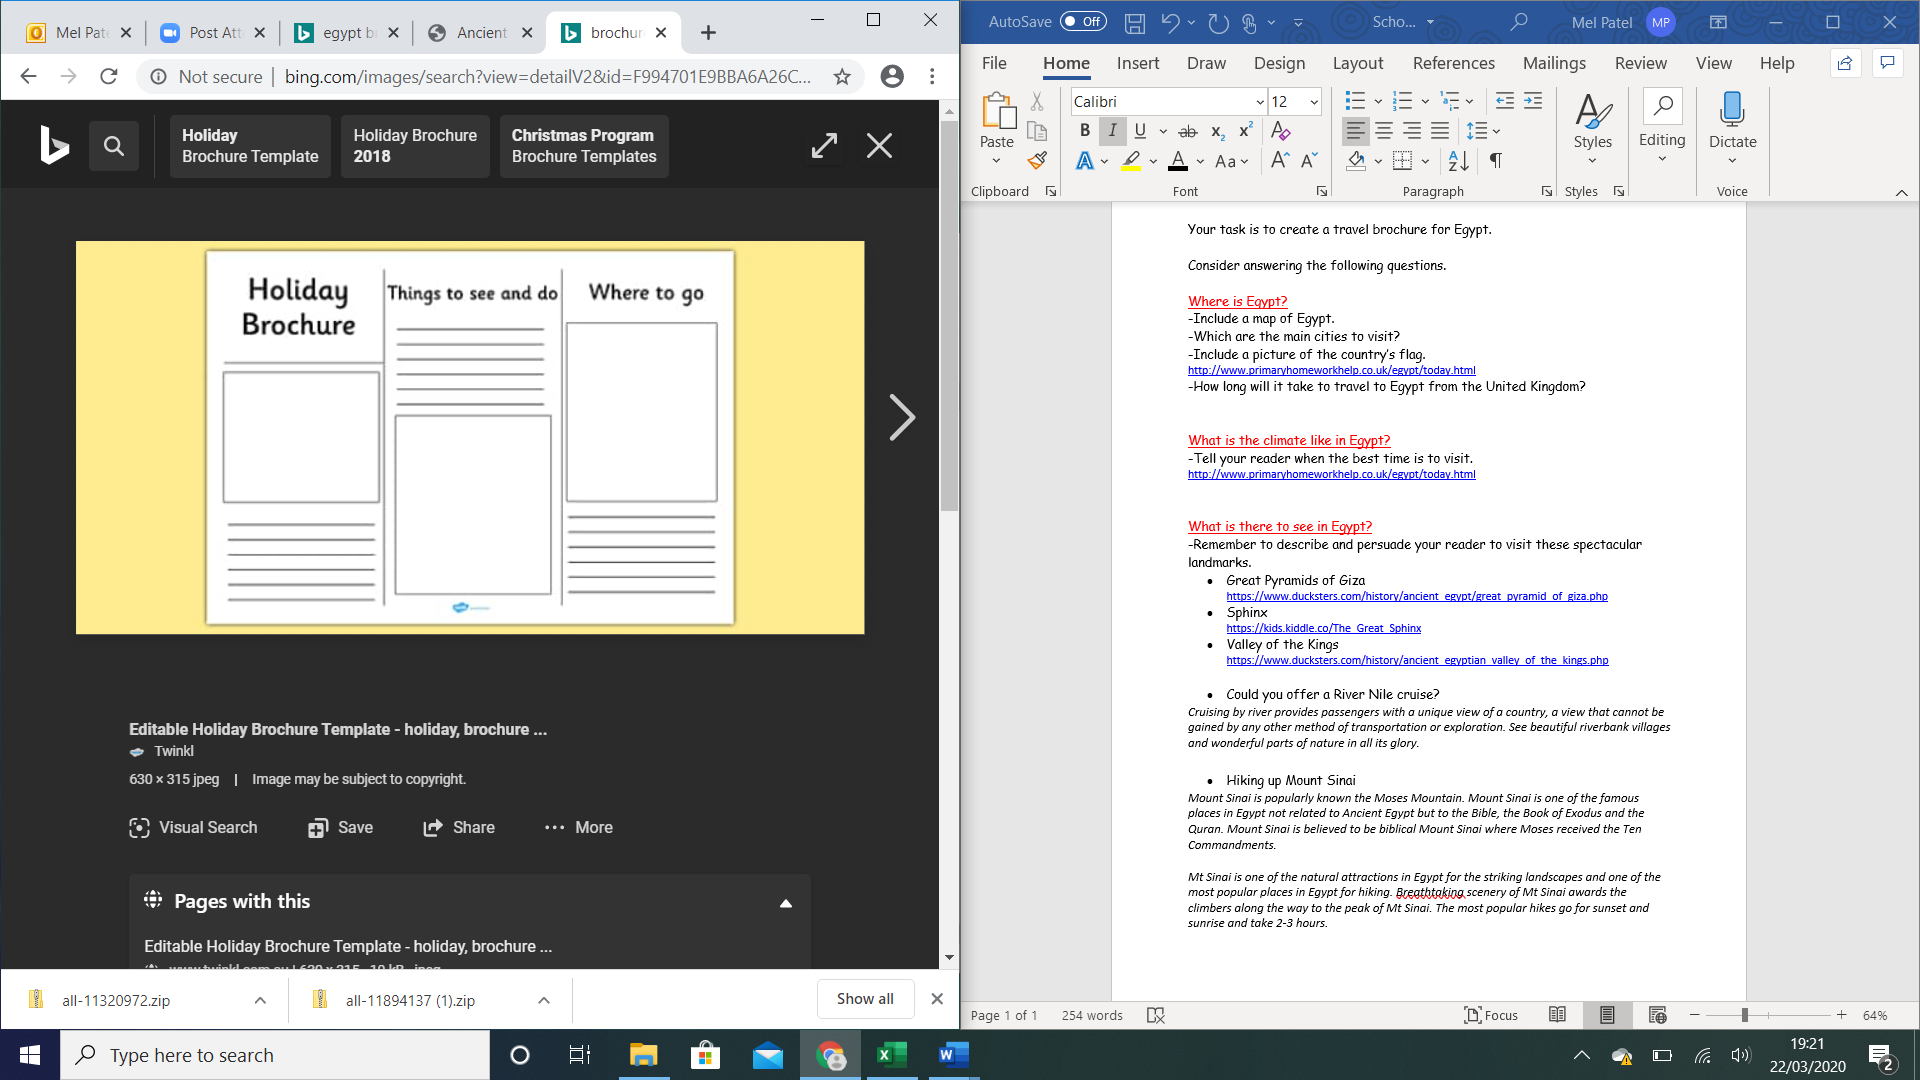 Mel Pat
Post Att
egypt b
Ancient
brochur
Not secure | bing.com/images/search?view=detailV2&id=F994701E9BBA6A26C...
Holiday
Brochure Template
Holiday Brochure
2018
Christmas Program
Brochure Templates
Holiday
Brochure
Things to see and do
Where to go
Editable Holiday Brochure Template - holiday, brochure ...
Twinkl
630 × 315 jpeg | Image may be subject to copyright.
Visual Search
Save
Share
More
Pages with this
Editable Holiday Brochure Template - holiday, brochure ...
all-11320972.zip
all-11894137 (1).zip
Show all
AutoSave Off
Scho...
Mel Patel MP
File Home Insert Draw Design Layout References Mailings Review View Help
Paste
Calibri 12
B I U ab x₂ x²
A A Aa A A
Styles
Editing
Dictate
Clipboard Font Paragraph Styles Voice
Your task is to create a travel brochure for Egypt.
Consider answering the following questions.
Where is Egypt?
-Include a map of Egypt.
-Which are the main cities to visit?
-Include a picture of the country's flag.
http://www.primaryhomeworkhelp.co.uk/egypt/today.html
-How long will it take to travel to Egypt from the United Kingdom?
What is the climate like in Egypt?
-Tell your reader when the best time is to visit.
http://www.primaryhomeworkhelp.co.uk/egypt/today.html
What is there to see in Egypt?
-Remember to describe and persuade your reader to visit these spectacular
landmarks.
• Great Pyramids of Giza
https://www.ducksters.com/history/ancient_egypt/great_pyramid_of_giza.php
• Sphinx
https://kids.kiddle.co/The_Great_Sphinx
• Valley of the Kings
https://www.ducksters.com/history/ancient_egyptian_valley_of_the_kings.php
• Could you offer a River Nile cruise?
Cruising by river provides passengers with a unique view of a country, a view that cannot be
gained by any other method of transportation or exploration. See beautiful riverbank villages
and wonderful parts of nature in all its glory.
• Hiking up Mount Sinai
Mount Sinai is popularly known the Moses Mountain. Mount Sinai is one of the famous
places in Egypt not related to Ancient Egypt but to the Bible, the Book of Exodus and the
Quran. Mount Sinai is believed to be biblical Mount Sinai where Moses received the Ten
Commandments.
Mt Sinai is one of the natural attractions in Egypt for the striking landscapes and one of the
most popular places in Egypt for hiking. Breathtaking scenery of Mt Sinai awards the
climbers along the way to the peak of Mt Sinai. The most popular hikes go for sunset and
sunrise and take 2-3 hours.
Page 1 of 1 254 words
Focus
64%
Type here to search
19:21
22/03/2020
2